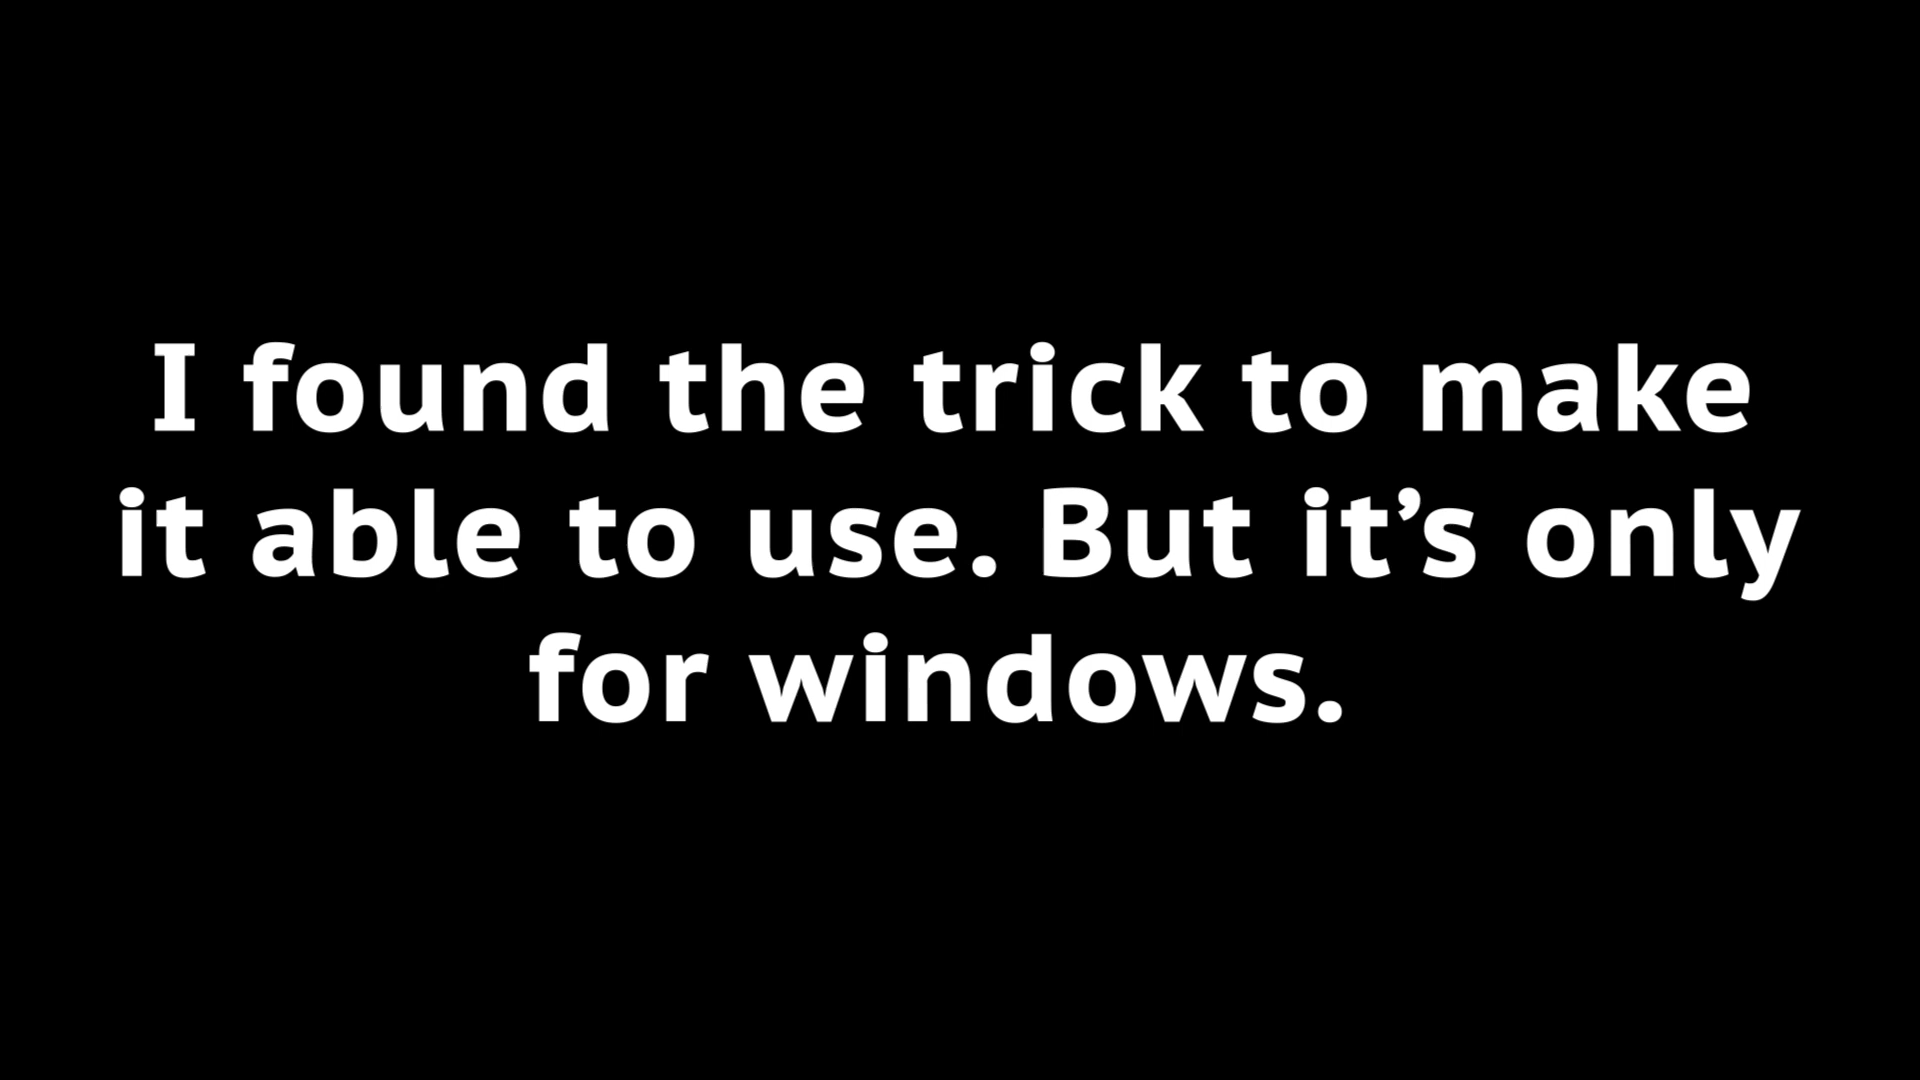 I found the trick to make
it able to use. But it’s only
for windows.